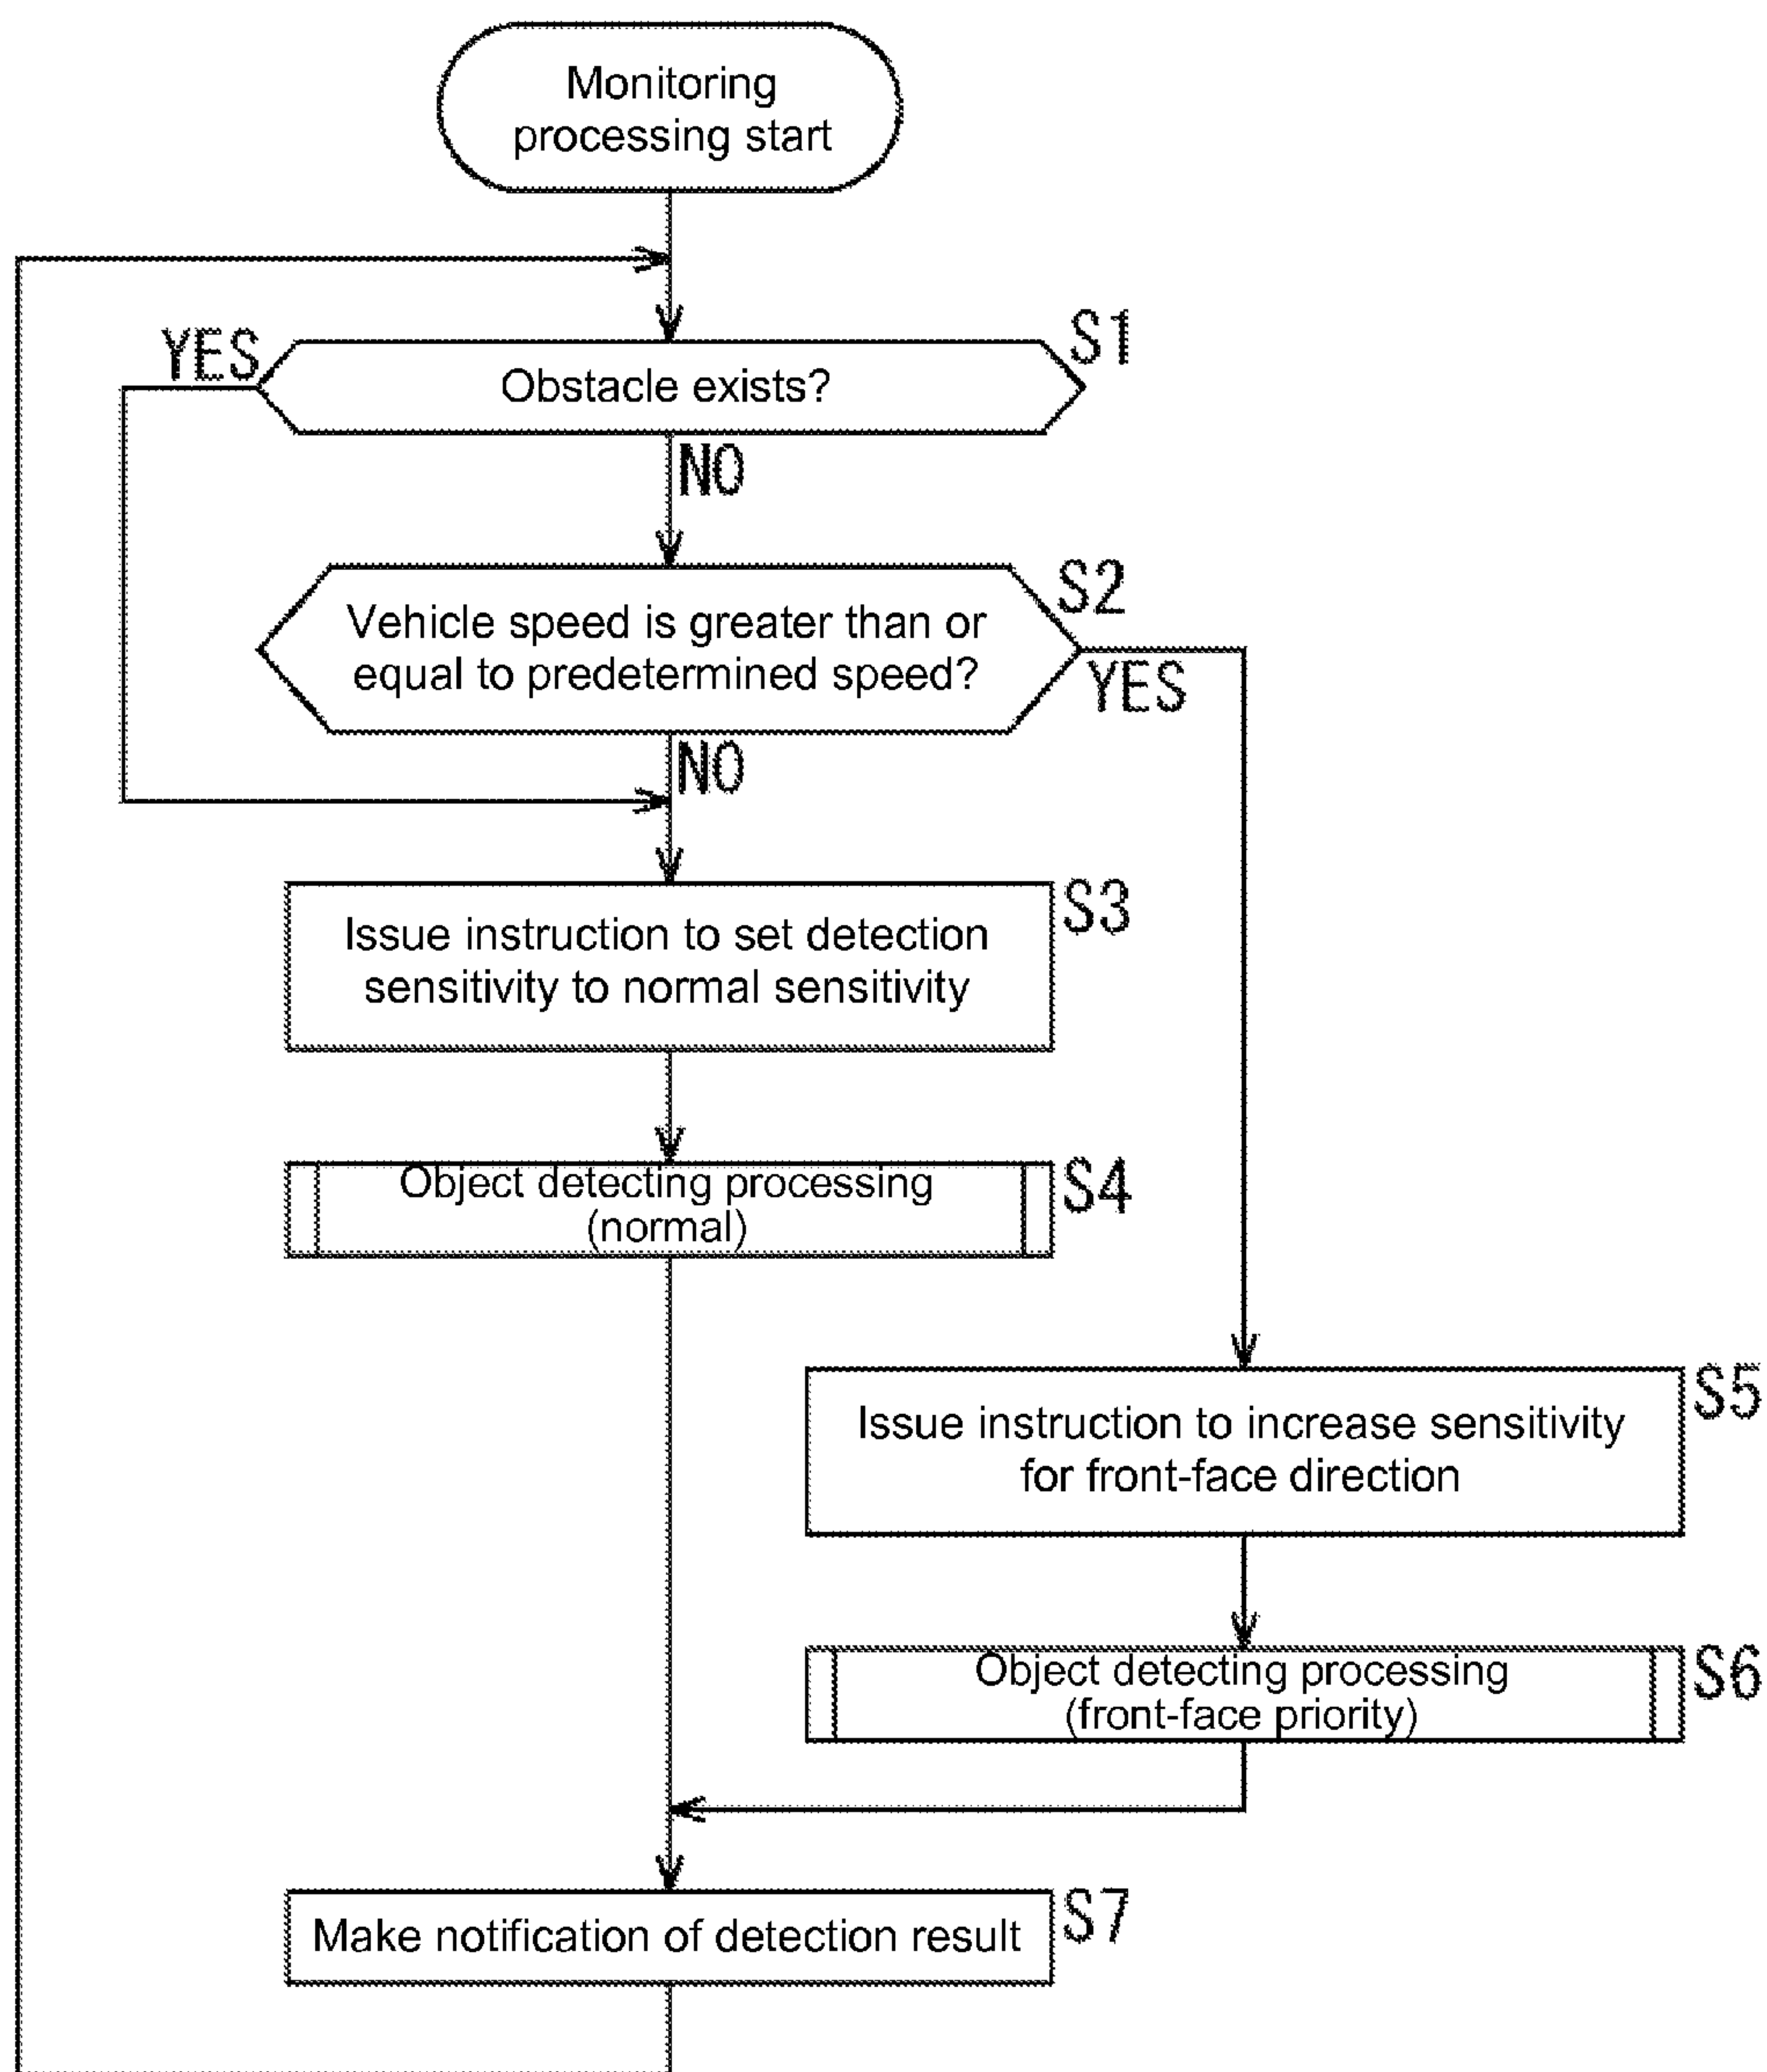 Monitoring
processing start
S1
YES
Obstacle exists?
NO
S2
Vehicle speed is greater than or
equal to predetermined speed?
YES
NO
S3
Issue instruction to set detection
sensitivity to normal sensitivity
S4
Object detecting processing
(normal)
S5
Issue instruction to increase sensitivity
for front-face direction
S6
Object detecting processing
(front-face priority)
S7
Make notification of detection result